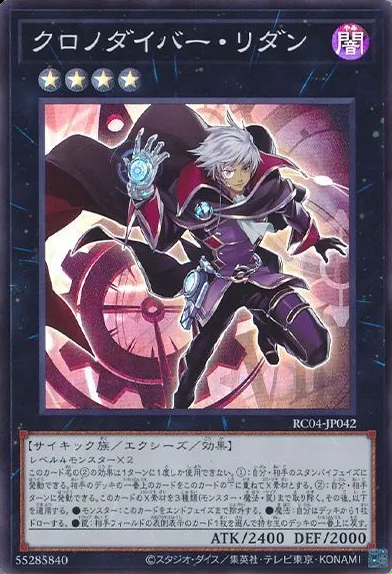 クロノダイバー・リダン
闇
RC04-JP042
【サイキック族/エクシーズ/効果】
レベル4モンスター×2
このカード名の②の効果は1ターンに1度しか使用できない。①:自分・相手のスタンバイフェイズに
発動できる。相手のデッキの一番上のカードをこのカードの下に重ねてX素材とする。②:自分・相手
ターンに発動できる。このカードのX素材を3種類(モンスター・魔法・罠)まで取り除く。その後、以下
を適用する。●モンスター:このカードをエンドフェイズまで除外する。●魔法:自分はデッキから1枚
ドローする。●罠:相手フィールドの表側表示のカード1枚を選んで持ち主のデッキの一番上に戻す。
ATK/2400 DEF/2000
55285840 ©スタジオ・ダイス/集英社・テレビ東京・KONAMI